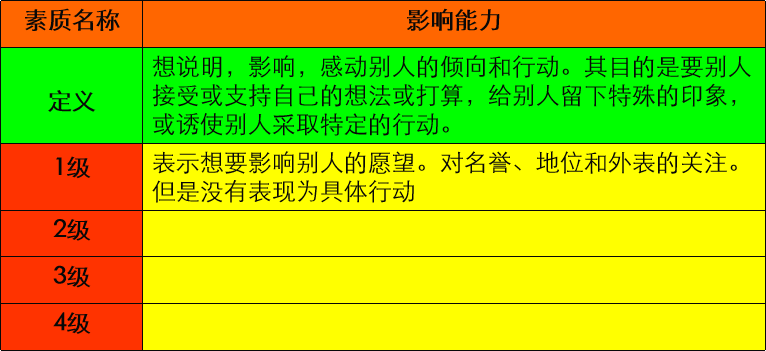 素质名称 影响能力
定义
想说明，影响，感动别人的倾向和行动。其目的是要别人
接受或支持自己的想法或打算，给别人留下特殊的印象，
或诱使别人采取特定的行动。
1级
表示想要影响别人的愿望。对名誉、地位和外表的关注。
但是没有表现为具体行动
2级
3级
4级